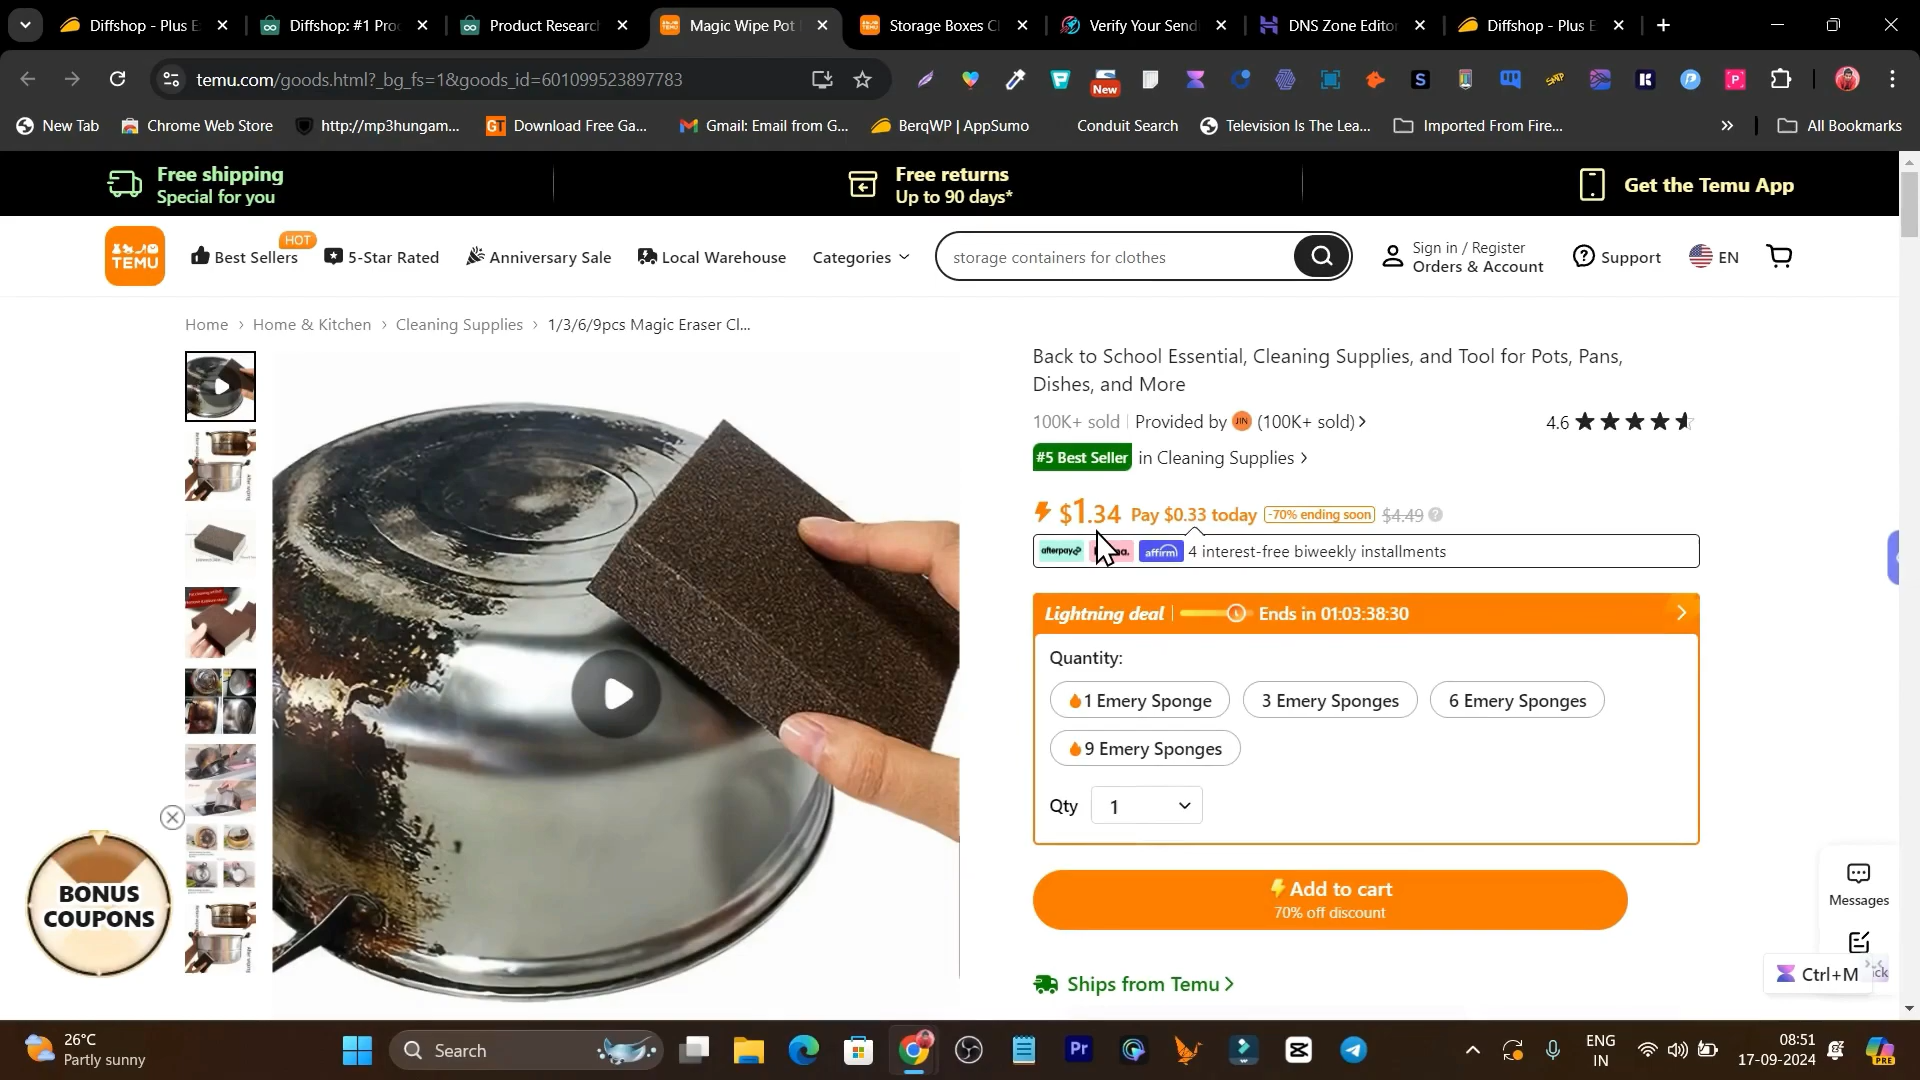 Diffshop - Plus E
Diffshop: #1 Pro
Product Research
Magic Wipe Pot
Storage Boxes Cl
Verify Your Send
DNS Zone Editor
Diffshop - Plus E
temu.com/goods.html?_bg_fs=1&goods_id=601099523897783
New
New Tab
Chrome Web Store
http://mp3hungam...
Download Free Ga...
Gmail: Email from G...
BerqWP | AppSumo
Conduit Search
Television Is The Lea...
Imported From Fire...
All Bookmarks
Free shipping
Special for you
Free returns
Up to 90 days*
Get the Temu App
TEMU
Best Sellers
HOT
5-Star Rated
Anniversary Sale
Local Warehouse
Categories
storage containers for clothes
Sign in / Register
Orders & Account
Support
EN
Home › Home & Kitchen › Cleaning Supplies › 1/3/6/9pcs Magic Eraser Cl...
Back to School Essential, Cleaning Supplies, and Tool for Pots, Pans,
Dishes, and More
100K+ sold | Provided by JIN (100K+ sold) >
4.6
#5 Best Seller in Cleaning Supplies >
$1.34 Pay $0.33 today -70% ending soon $4.49
afterpay affirm 4 interest-free biweekly installments
Lightning deal | Ends in 01:03:38:30
Quantity:
1 Emery Sponge
3 Emery Sponges
6 Emery Sponges
9 Emery Sponges
Qty 1
Add to cart
70% off discount
Ships from Temu >
BONUS
COUPONS
Messages
Ctrl+M
26°C
Partly sunny
Search
Pr
ENG
IN
08:51
17-09-2024
PRE